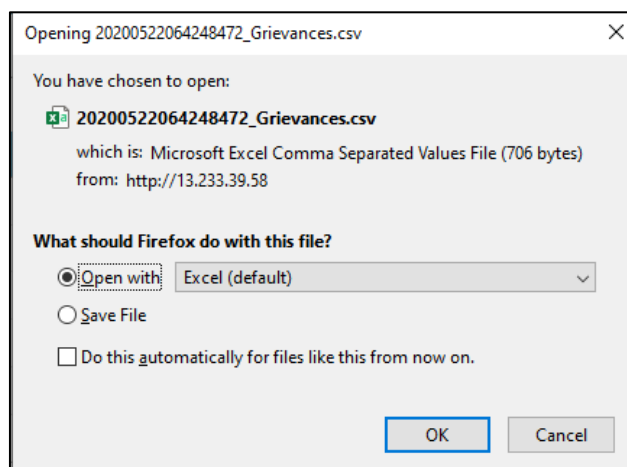 Opening 20200522064248472_Grievances.csv
You have chosen to open:
20200522064248472_Grievances.csv
which is: Microsoft Excel Comma Separated Values File (706 bytes)
from: http://13.233.39.58
What should Firefox do with this file?
Open with Excel (default)
Save File
Do this automatically for files like this from now on.
OK Cancel